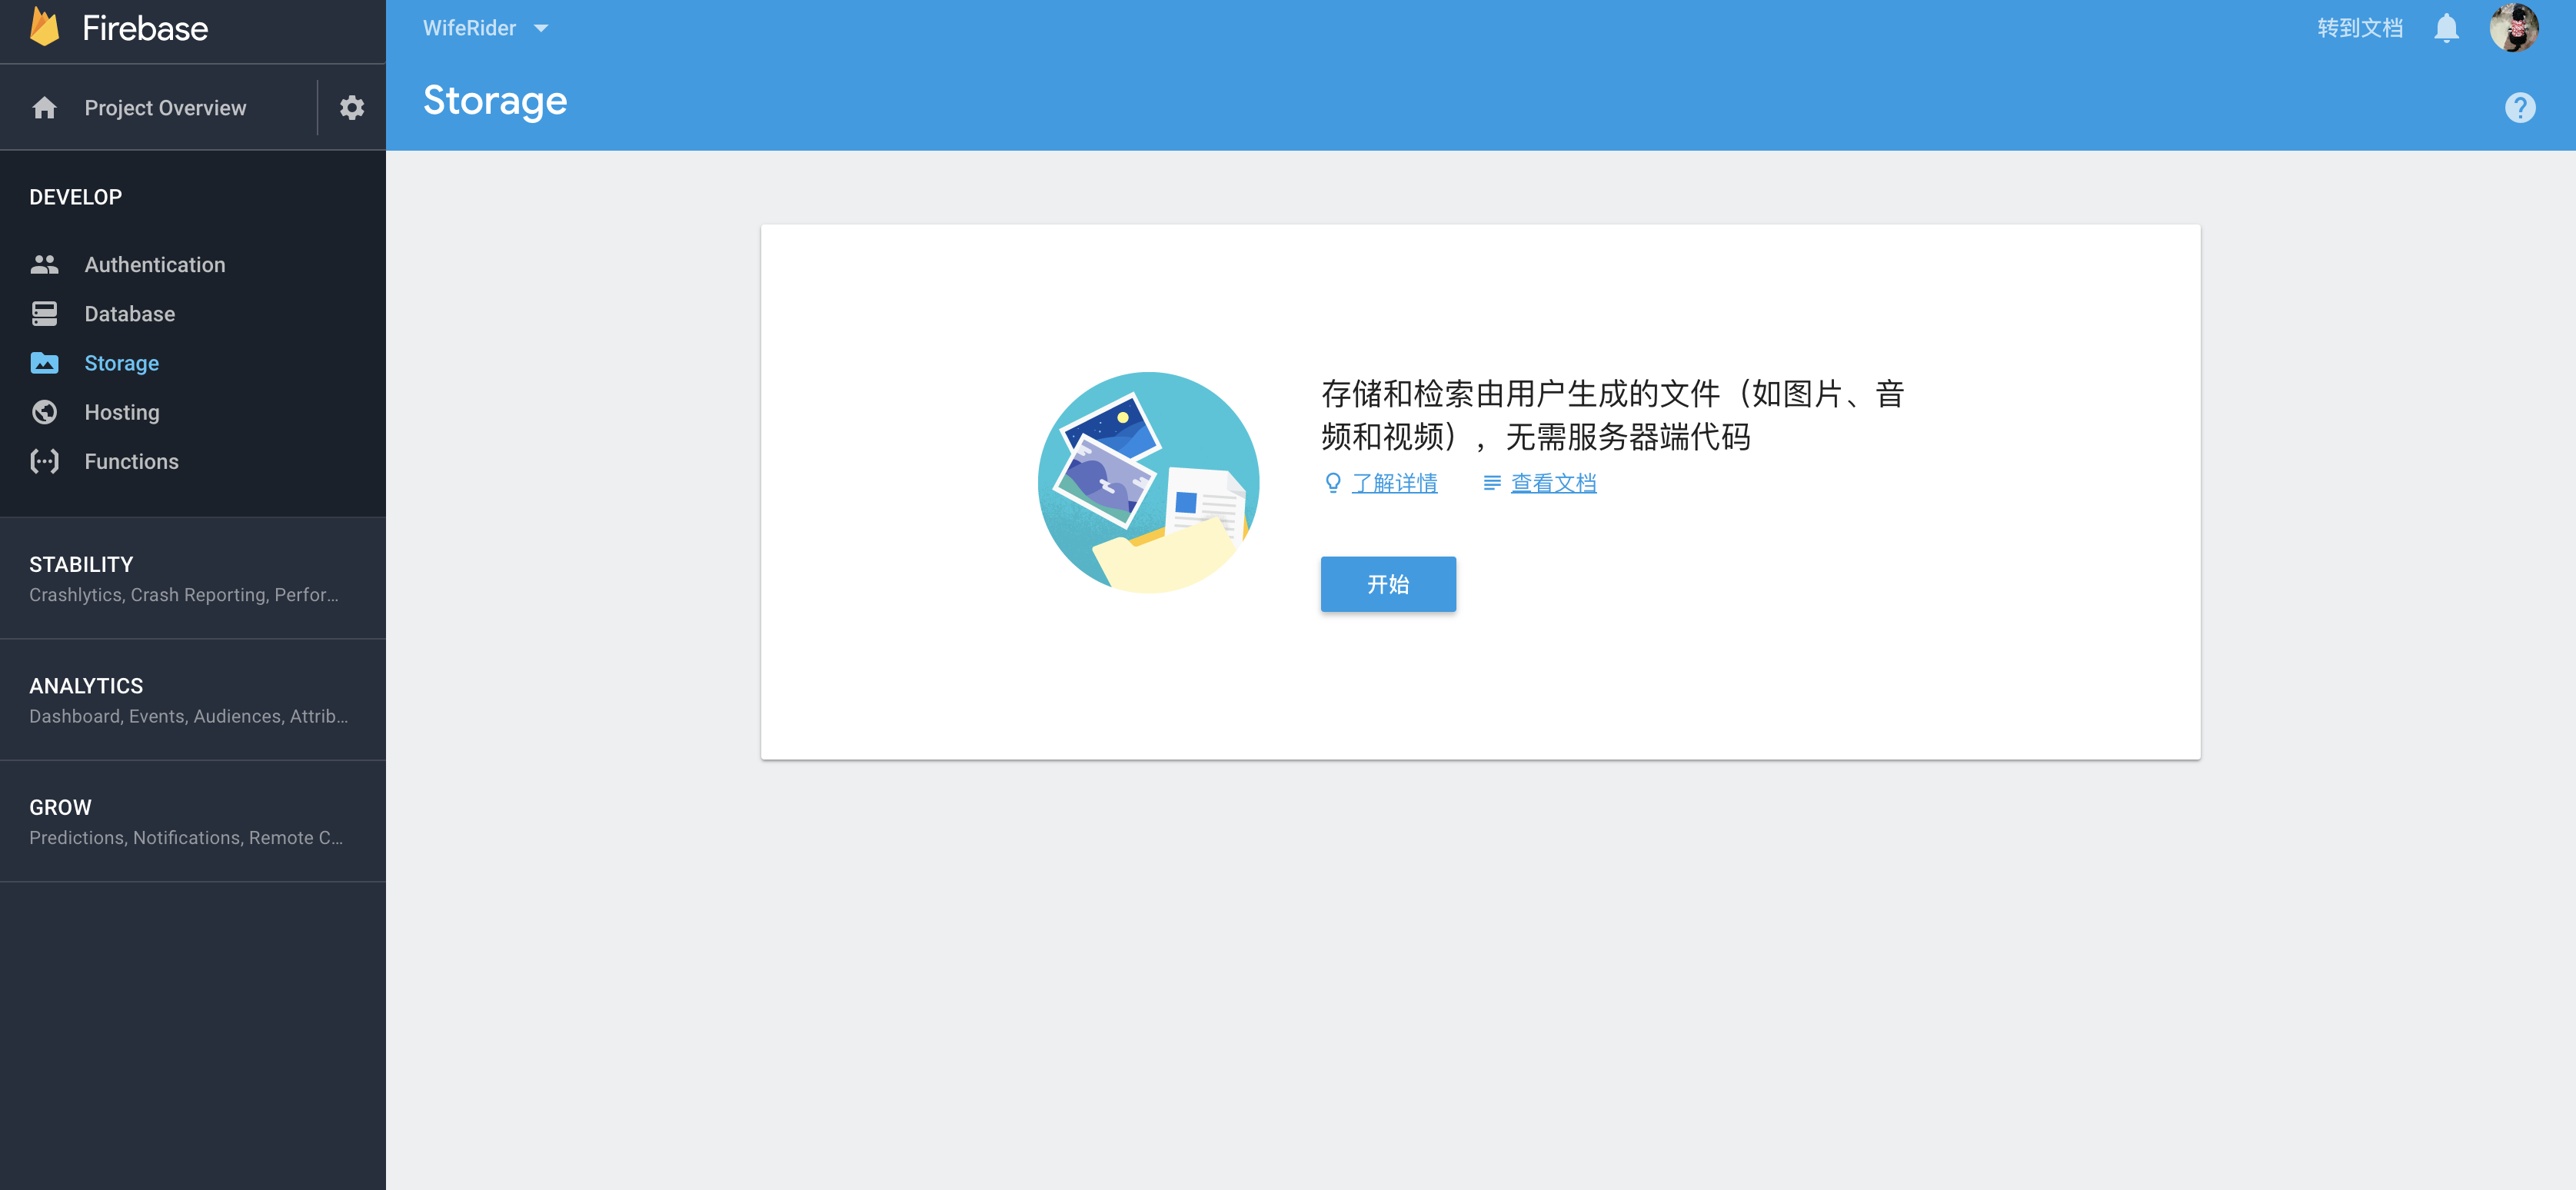 Firebase
Project Overview
DEVELOP
Authentication
Database
Storage
Hosting
Functions
STABILITY
Crashlytics, Crash Reporting, Perfor...
ANALYTICS
Dashboard, Events, Audiences, Attrib...
GROW
Predictions, Notifications, Remote C...
WifeRider
转到文档
Storage
?
存储和检索由用户生成的文件（如图片、音
频和视频），无需服务器端代码
了解详情 查看文档
开始